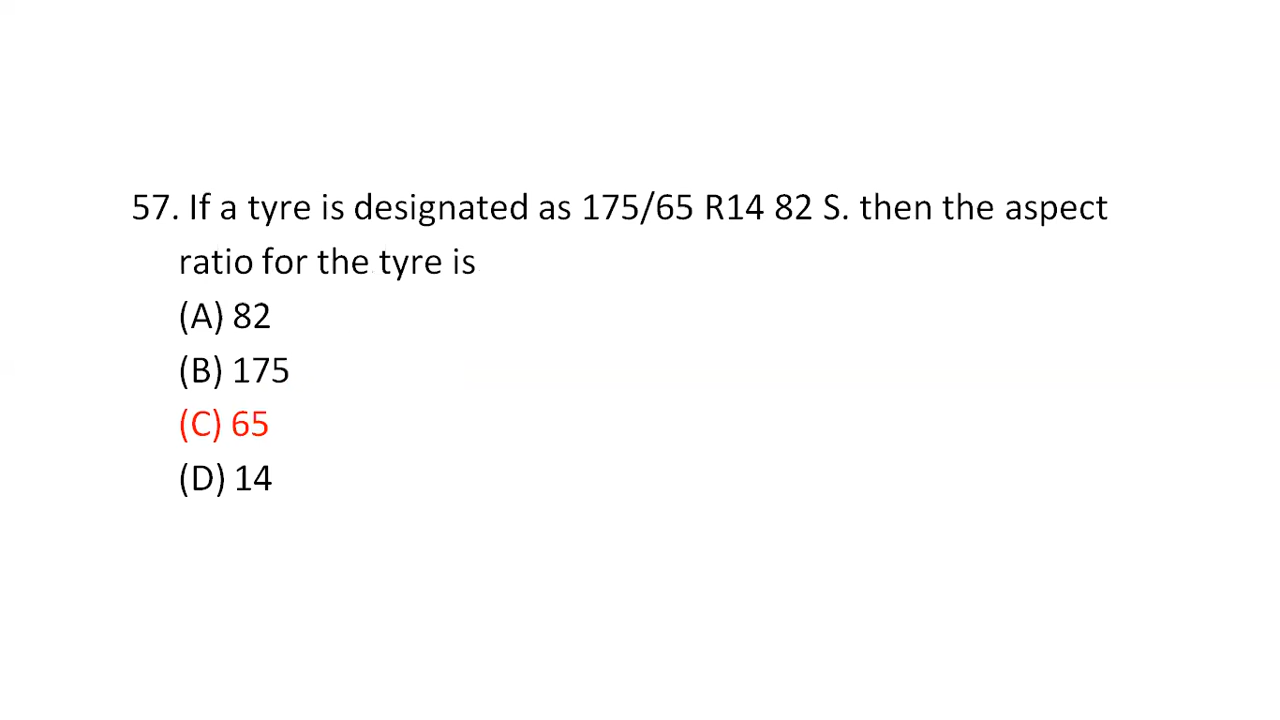 57. If a tyre is designated as 175/65 R14 82 S. then the aspect
ratio for the tyre is
(A) 82
(B) 175
(C) 65
(D) 14